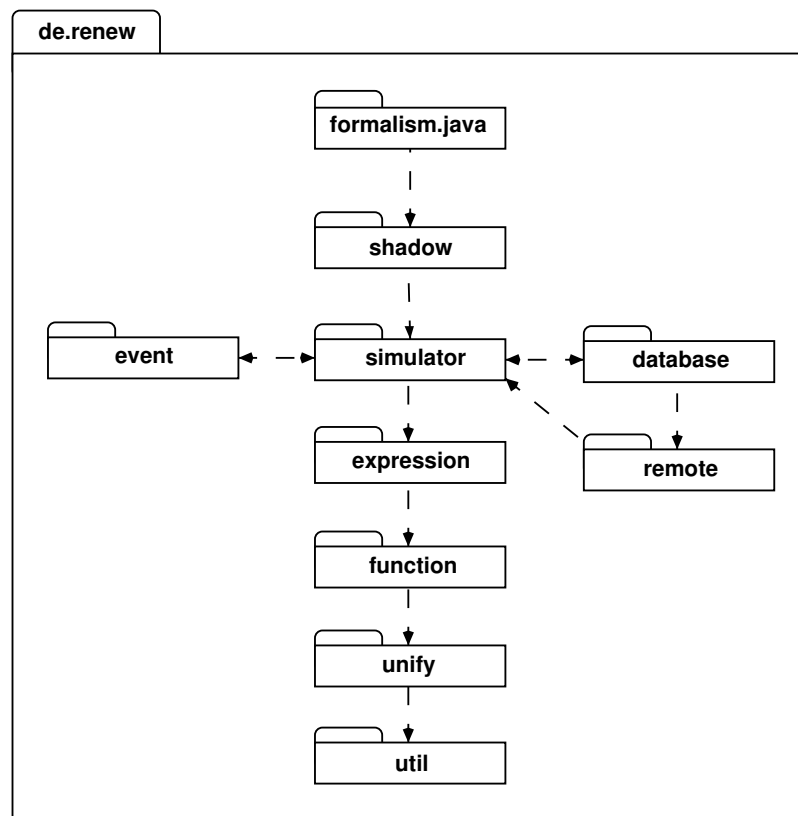 de.renew
formalism.java
shadow
event
simulator
database
expression
remote
function
unify
util